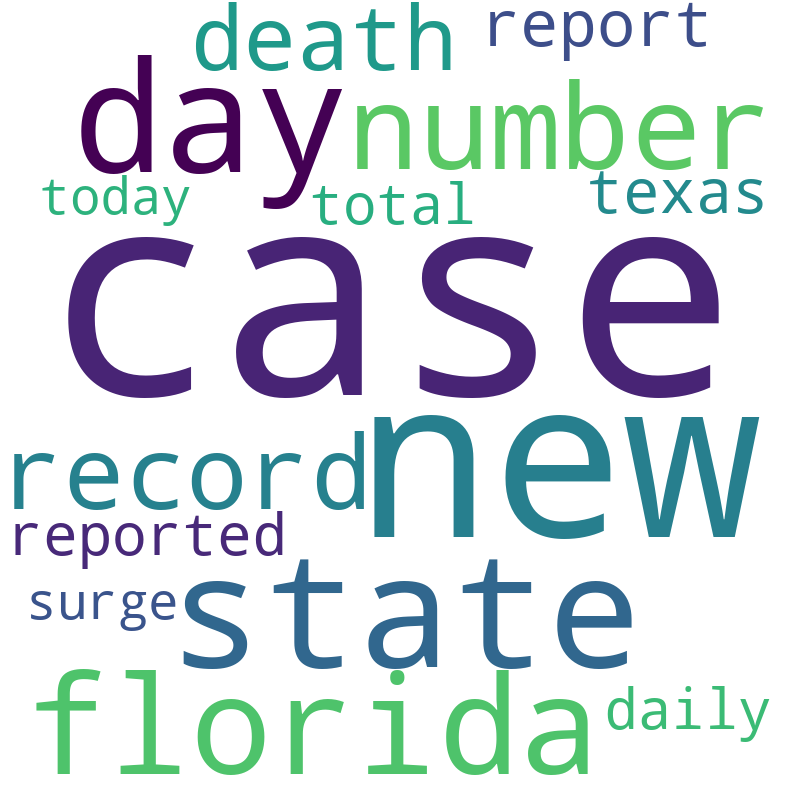 death report
day number
today total texas
case
new
record
reported
state
surge
florida
daily